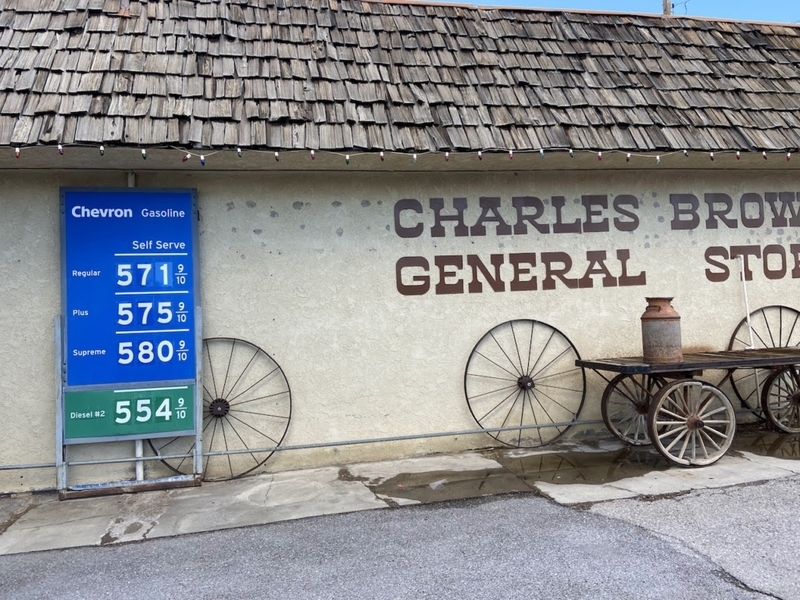 Chevron Gasoline
Self Serve
Regular 571 9/10
Plus 575 9/10
Supreme 580 9/10
Diesel #2 554 9/10
CHARLES BROW
GENERAL STO